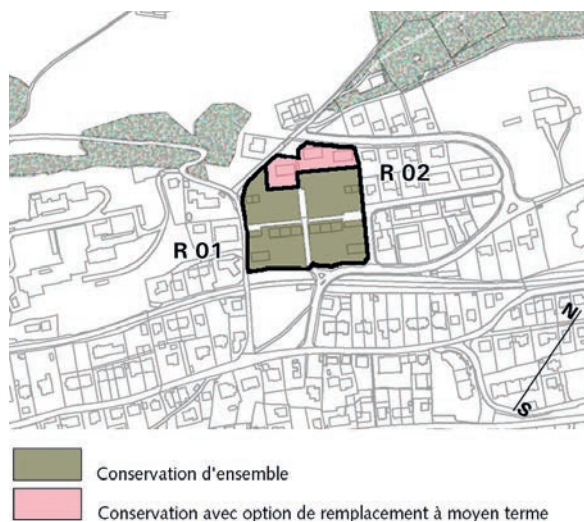 R 02
R 01
N
S
Conservation d'ensemble
Conservation avec option de remplacement à moyen terme